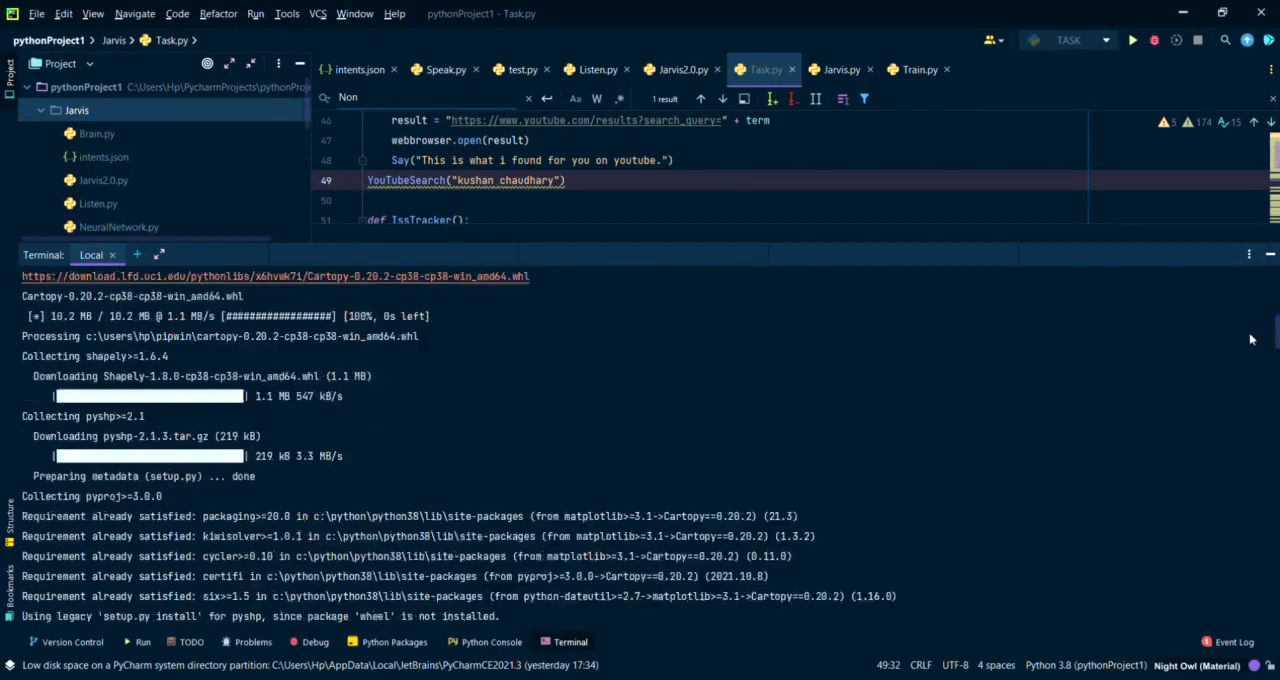 File Edit View Navigate Code Refactor Run Tools VCS Window Help pythonProject1 - Task.py
pythonProject1 Jarvis Task.py TASK
Project intents.json Speak.py test.py Listen.py Jarvis2.0.py Task.py Jarvis.py Train.py
Project
pythonProject1 C:\Users\Hp\PycharmProjects\pythonProje
Non Aa W .* 1 result
Jarvis
Brain.py
intents.json
Jarvis2.0.py
Listen.py
NeuralNetwork.py
5 174 15
46 result = "https://www.youtube.com/results?search_query=" + term
47 webbrowser.open(result)
48 Say("This is what i found for you on youtube.")
49 YouTubeSearch("kushan chaudhary")
50
51 def IssTracker():
Terminal: Local
https://download.lfd.uci.edu/pythonlibs/x6hvwk7i/Cartopy-0.20.2-cp38-cp38-win_amd64.whl
Cartopy-0.20.2-cp38-cp38-win_amd64.whl
[*] 10.2 MB / 10.2 MB @ 1.1 MB/s [##################] [100%, 0s left]
Processing c:\users\hp\pipwin\cartopy-0.20.2-cp38-cp38-win_amd64.whl
Collecting shapely>=1.6.4
Downloading Shapely-1.8.0-cp38-cp38-win_amd64.whl (1.1 MB)
| | 1.1 MB 547 kB/s
Collecting pyshp>=2.1
Downloading pyshp-2.1.3.tar.gz (219 kB)
| | 219 kB 3.3 MB/s
Preparing metadata (setup.py) ... done
Collecting pyproj>=3.0.0
Requirement already satisfied: packaging>=20.0 in c:\python\python38\lib\site-packages (from matplotlib>=3.1->Cartopy==0.20.2) (21.3)
Requirement already satisfied: kiwisolver>=1.0.1 in c:\python\python38\lib\site-packages (from matplotlib>=3.1->Cartopy==0.20.2) (1.3.2)
Requirement already satisfied: cycler>=0.10 in c:\python\python38\lib\site-packages (from matplotlib>=3.1->Cartopy==0.20.2) (0.11.0)
Requirement already satisfied: certifi in c:\python\python38\lib\site-packages (from pyproj>=3.0.0->Cartopy==0.20.2) (2021.10.8)
Requirement already satisfied: six>=1.5 in c:\python\python38\lib\site-packages (from python-dateutil>=2.7->matplotlib>=3.1->Cartopy==0.20.2) (1.16.0)
Using legacy 'setup.py install' for pyshp, since package 'wheel' is not installed.
Structure
Bookmarks
Version Control Run TODO Problems Debug Python Packages Python Console Terminal 1 Event Log
Low disk space on a PyCharm system directory partition: C:\Users\Hp\AppData\Local\JetBrains\PyCharmCE2021.3 (yesterday 17:34) 49:32 CRLF UTF-8 4 spaces Python 3.8 (pythonProject1) Night Owl (Material)